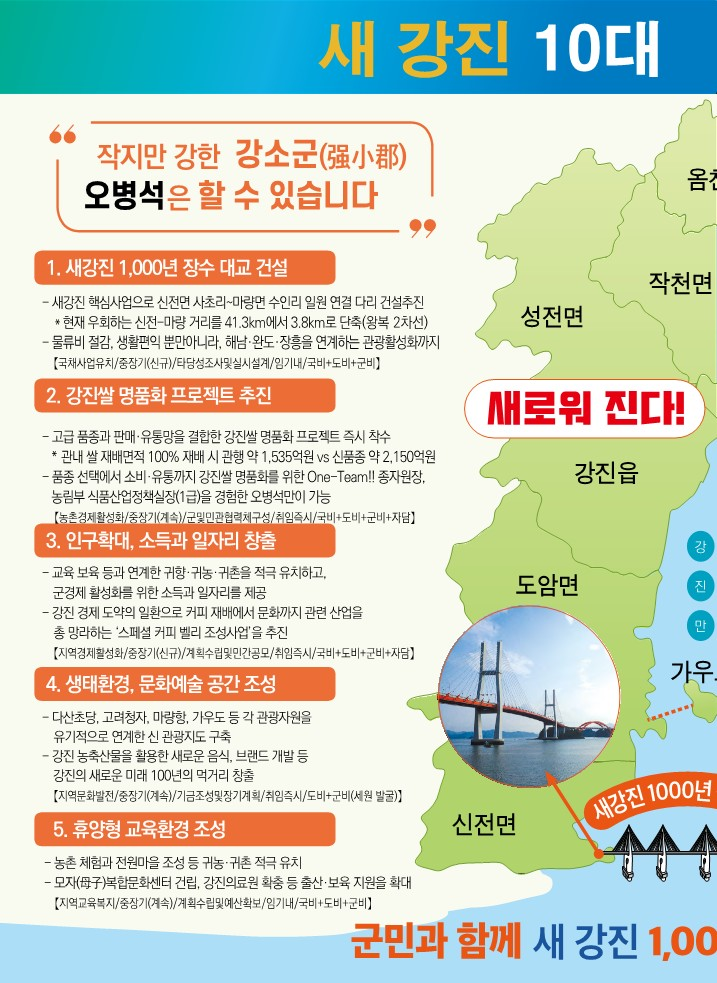 새 강진 10대
작지만 강한 강소군(强小郡)
오병석은 할 수 있습니다
1. 새강진 1,000년 장수 대교 건설
- 새강진 핵심사업으로 신전면 사초리~마량면 수인리 일원 연결 다리 건설추진
* 현재 우회하는 신전-마량 거리를 41.3km에서 3.8km로 단축(왕복 2차선)
- 물류비 절감, 생활편익 뿐만아니라, 해남·완도·장흥을 연계하는 관광활성화까지
【국채사업유치/중장기(신규)/타당성조사및실시설계/임기내/국비+도비+군비】
2. 강진쌀 명품화 프로젝트 추진
- 고급 품종과 판매·유통망을 결합한 강진쌀 명품화 프로젝트 즉시 착수
* 관내 쌀 재배면적 100% 재배 시 관행 약 1,535억원 vs 신품종 약 2,150억원
- 품종 선택에서 소비·유통까지 강진쌀 명품화를 위한 One-Team!! 종자원장,
농림부 식품산업정책실장(1급)을 경험한 오병석만이 가능
【농촌경제활성화/중장기(계속)/군및민관협력체구성/취임즉시/국비+도비+군비+자담】
3. 인구확대, 소득과 일자리 창출
- 교육 보육 등과 연계한 귀향·귀농·귀촌을 적극 유치하고,
군경제 활성화를 위한 소득과 일자리를 제공
- 강진 경제 도약의 일환으로 커피 재배에서 문화까지 관련 산업을
총 망라하는 ‘스페셜 커피 벨리 조성사업’을 추진
【지역경제활성화/중장기(신규)/계획수립및민간공모/취임즉시/국비+도비+군비+자담】
4. 생태환경, 문화예술 공간 조성
- 다산초당, 고려청자, 마량항, 가우도 등 각 관광자원을
유기적으로 연계한 신 관광지도 구축
- 강진 농축산물을 활용한 새로운 음식, 브랜드 개발 등
강진의 새로운 미래 100년의 먹거리 창출
【지역문화발전/중장기(계속)/기금조성및장기계획/취임즉시/도비+군비(세원 발굴)】
5. 휴양형 교육환경 조성
- 농촌 체험과 전원마을 조성 등 귀농·귀촌 적극 유치
- 모자(母子)복합문화센터 건립, 강진의료원 확충 등 출산·보육 지원을 확대
【지역교육복지/중장기(계속)/계획수립및예산확보/임기내/국비+도비+군비】
옴천
작천면
성전면
새로워 진다!
강진읍
강
진
만
도암면
가우
신전면
새강진 1000년
군민과 함께 새 강진 1,00